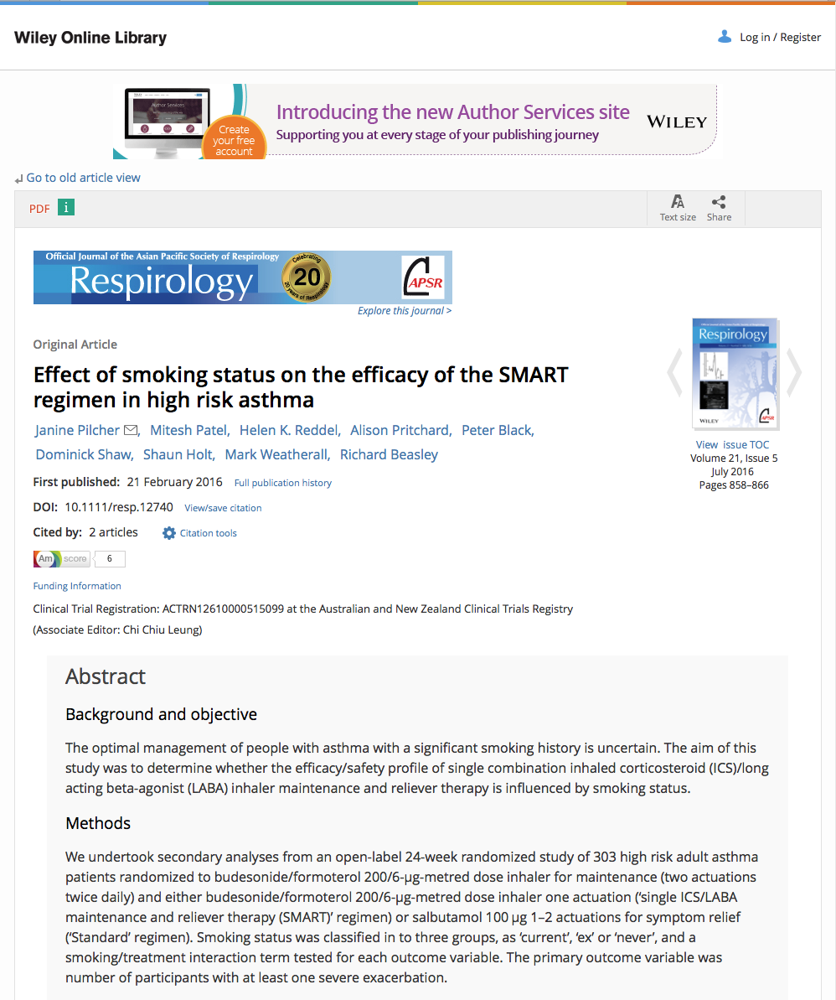 Wiley Online Library
Log in / Register
Author Services
Create
your free
account
Introducing the new Author Services site
Supporting you at every stage of your publishing journey
WILEY
Go to old article view
PDF i
Text size Share
Official Journal of the Asian Pacific Society of Respirology
Respirology
Celebrating
20
20 years of Respirology
APSR
Explore this journal >
Original Article
Effect of smoking status on the efficacy of the SMART
regimen in high risk asthma
Janine Pilcher, Mitesh Patel, Helen K. Reddel, Alison Pritchard, Peter Black,
Dominick Shaw, Shaun Holt, Mark Weatherall, Richard Beasley
First published: 21 February 2016 Full publication history
DOI: 10.1111/resp.12740 View/save citation
Cited by: 2 articles Citation tools
Am score 6
Funding Information
Clinical Trial Registration: ACTRN12610000515099 at the Australian and New Zealand Clinical Trials Registry
(Associate Editor: Chi Chiu Leung)
Respirology
WILEY
APSR
View issue TOC
Volume 21, Issue 5
July 2016
Pages 858–866
Abstract
Background and objective
The optimal management of people with asthma with a significant smoking history is uncertain. The aim of this
study was to determine whether the efficacy/safety profile of single combination inhaled corticosteroid (ICS)/long
acting beta-agonist (LABA) inhaler maintenance and reliever therapy is influenced by smoking status.
Methods
We undertook secondary analyses from an open-label 24-week randomized study of 303 high risk adult asthma
patients randomized to budesonide/formoterol 200/6-μg-metred dose inhaler for maintenance (two actuations
twice daily) and either budesonide/formoterol 200/6-μg-metred dose inhaler one actuation (‘single ICS/LABA
maintenance and reliever therapy (SMART)’ regimen) or salbutamol 100 μg 1–2 actuations for symptom relief
(‘Standard’ regimen). Smoking status was classified in to three groups, as ‘current’, ‘ex’ or ‘never’, and a
smoking/treatment interaction term tested for each outcome variable. The primary outcome variable was
number of participants with at least one severe exacerbation.